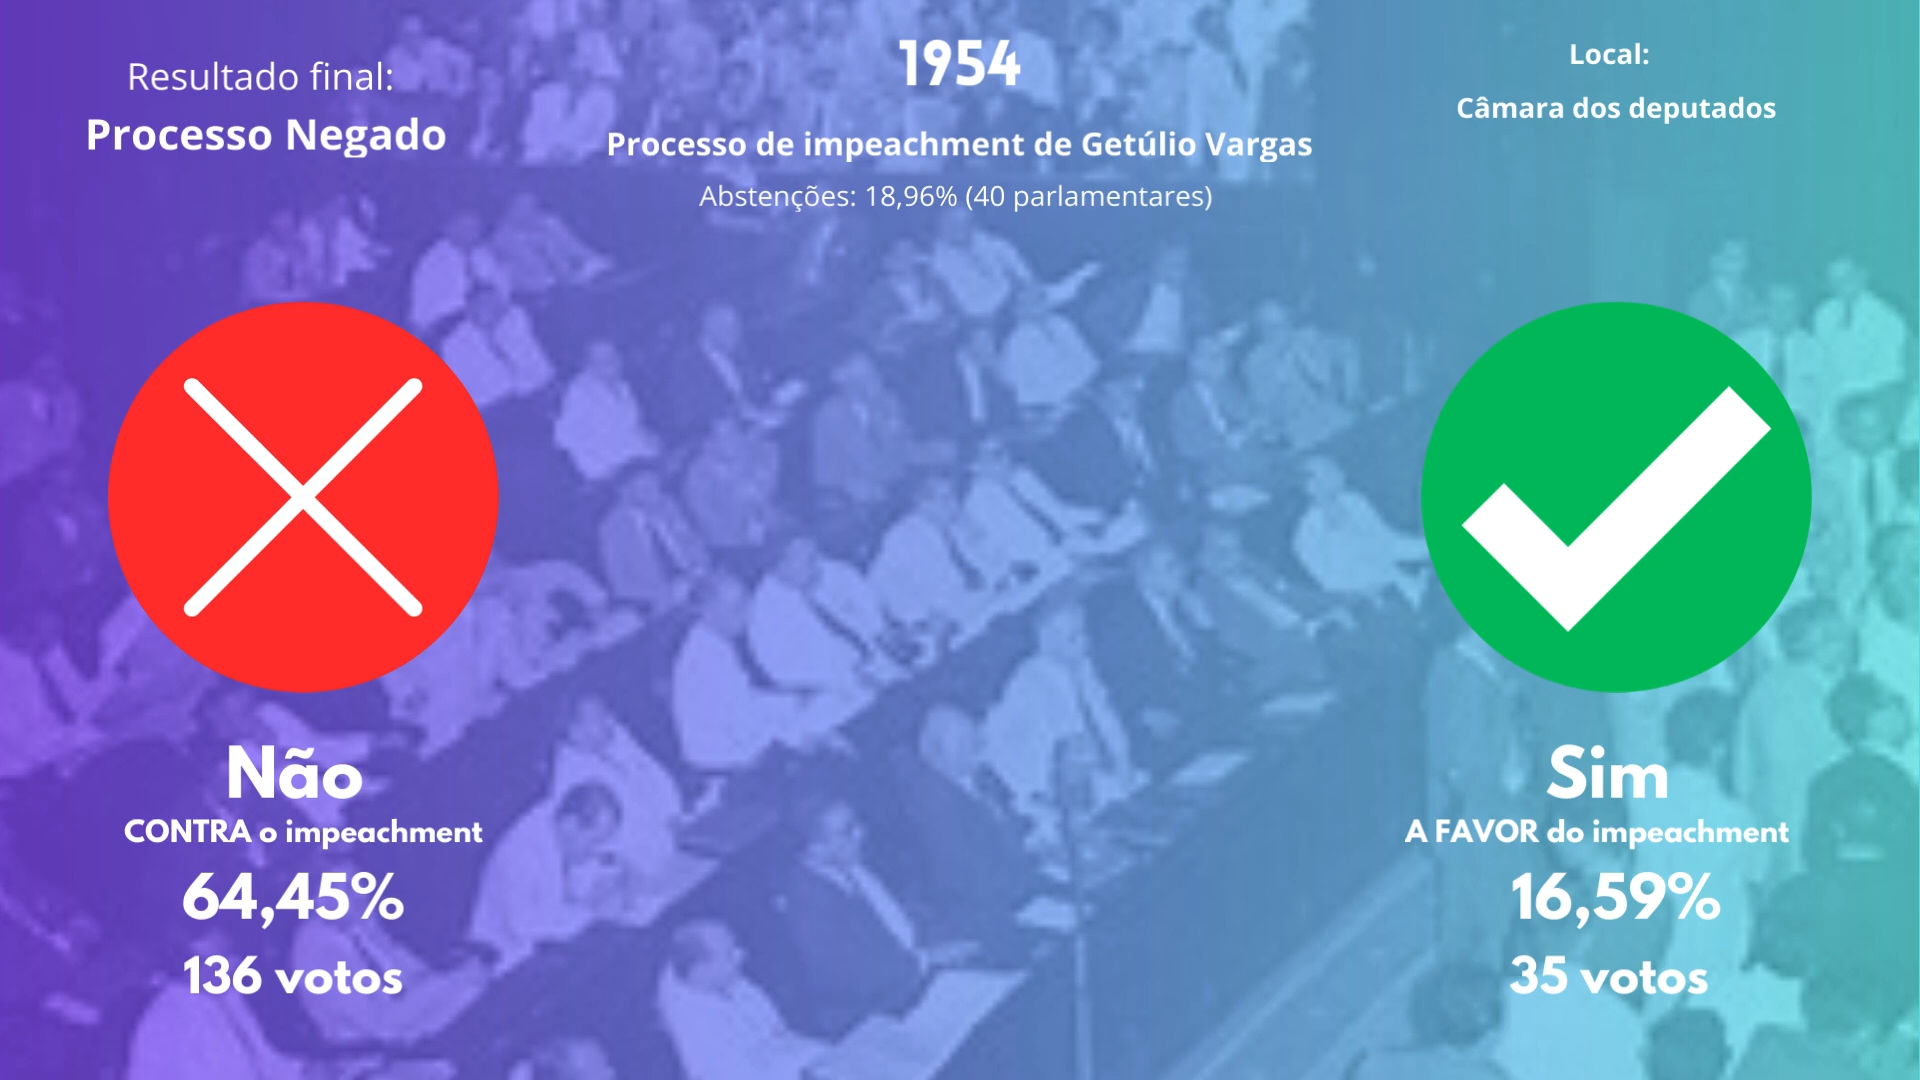 Resultado final:
Processo Negado
1954
Processo de impeachment de Getúlio Vargas
Abstenções: 18,96% (40 parlamentares)
Local:
Câmara dos deputados
Não
CONTRA o impeachment
64,45%
136 votos
Sim
A FAVOR do impeachment
16,59%
35 votos